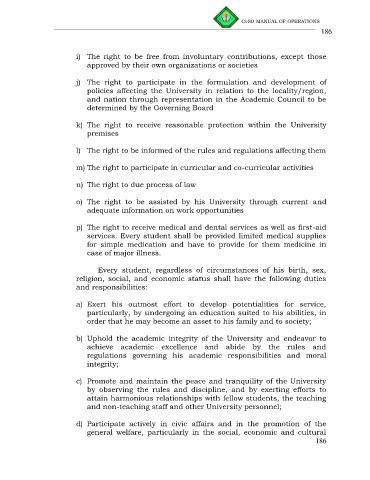 CvSU MANUAL OF OPERATIONS
186
i) The right to be free from involuntary contributions, except those
approved by their own organizations or societies
j) The right to participate in the formulation and development of
policies affecting the University in relation to the locality/region,
and nation through representation in the Academic Council to be
determined by the Governing Board
k) The right to receive reasonable protection within the University
premises
l) The right to be informed of the rules and regulations affecting them
m) The right to participate in curricular and co-curricular activities
n) The right to due process of law
o) The right to be assisted by his University through current and
adequate information on work opportunities
p) The right to receive medical and dental services as well as first-aid
services. Every student shall be provided limited medical supplies
for simple medication and have to provide for them medicine in
case of major illness.
Every student, regardless of circumstances of his birth, sex,
religion, social, and economic status shall have the following duties
and responsibilities:
a) Exert his outmost effort to develop potentialities for service,
particularly, by undergoing an education suited to his abilities, in
order that he may become an asset to his family and to society;
b) Uphold the academic integrity of the University and endeavor to
achieve academic excellence and abide by the rules and
regulations governing his academic responsibilities and moral
integrity;
c) Promote and maintain the peace and tranquility of the University
by observing the rules and discipline, and by exerting efforts to
attain harmonious relationships with fellow students, the teaching
and non-teaching staff and other University personnel;
d) Participate actively in civic affairs and in the promotion of the
general welfare, particularly in the social, economic and cultural
186